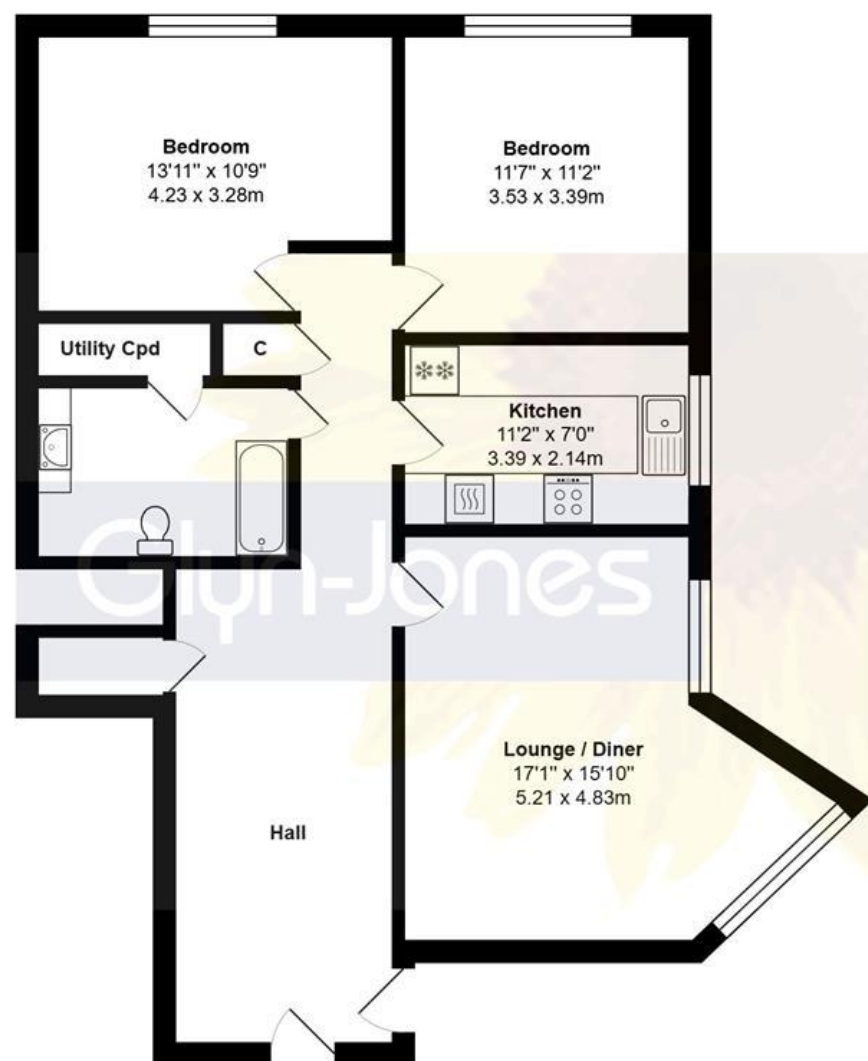 Bedroom
13'11" x 10'9"
4.23 x 3.28m
Bedroom
11'7" x 11'2"
3.53 x 3.39m
Utility Cpd
C
Kitchen
11'2" x 7'0"
3.39 x 2.14m
Glyn-Jones
Lounge / Diner
17'1" x 15'10"
5.21 x 4.83m
Hall